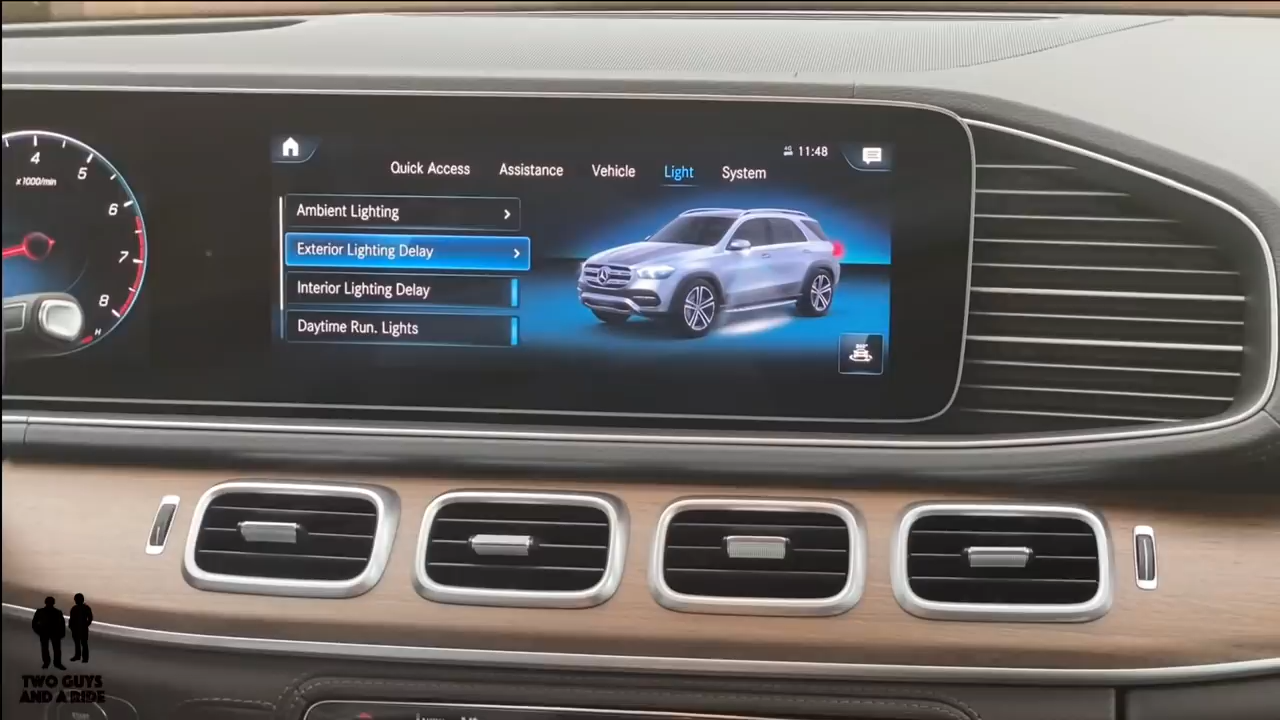 4
5
x1000/min
6
7
8
H
11:48
Quick Access
Assistance
Vehicle
Light
System
Ambient Lighting
Exterior Lighting Delay
Interior Lighting Delay
Daytime Run. Lights
TWO GUYS
AND A RIDE